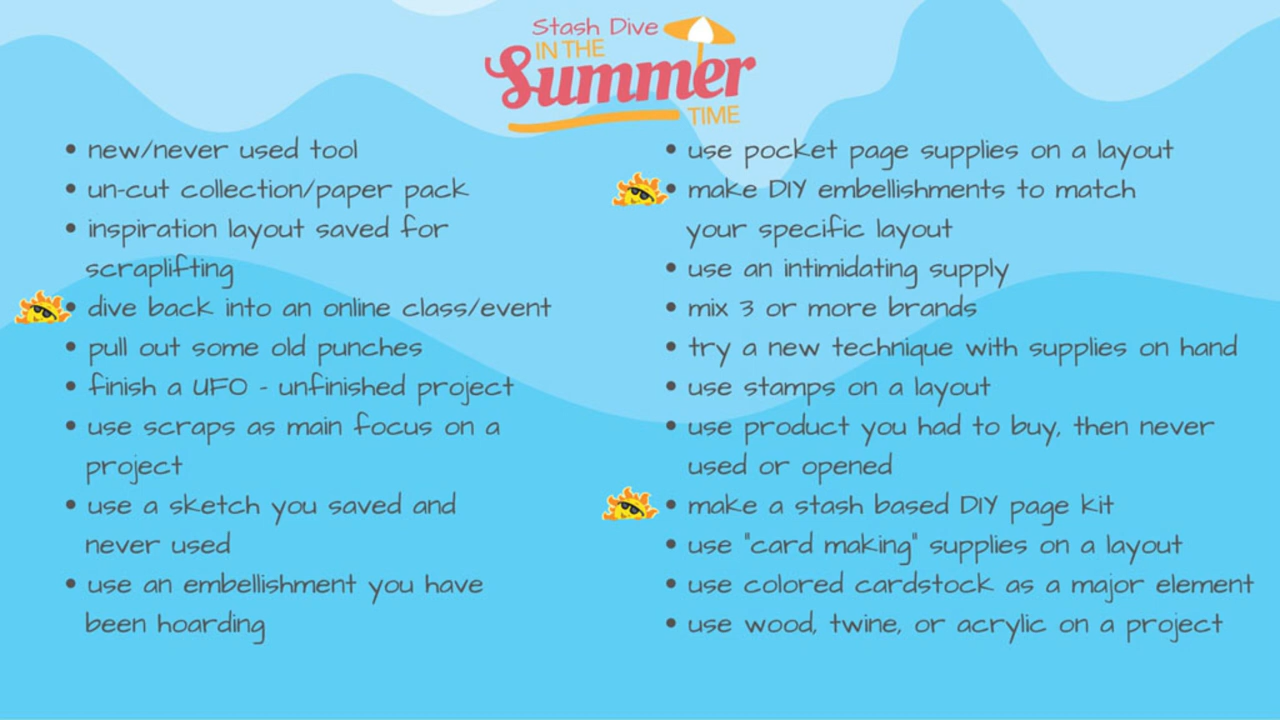 Stash Dive
IN THE
Summer
TIME
• new/never used tool
• un-cut collection/paper pack
• inspiration layout saved for
scraplifting
• dive back into an online class/event
• pull out some old punches
• finish a UFO - unfinished project
• use scraps as main focus on a
project
• use a sketch you saved and
never used
• use an embellishment you have
been hoarding
• use pocket page supplies on a layout
• make DIY embellishments to match
your specific layout
• use an intimidating supply
• mix 3 or more brands
• try a new technique with supplies on hand
• use stamps on a layout
• use product you had to buy, then never
used or opened
• make a stash based DIY page kit
• use "card making" supplies on a layout
• use colored cardstock as a major element
• use wood, twine, or acrylic on a project